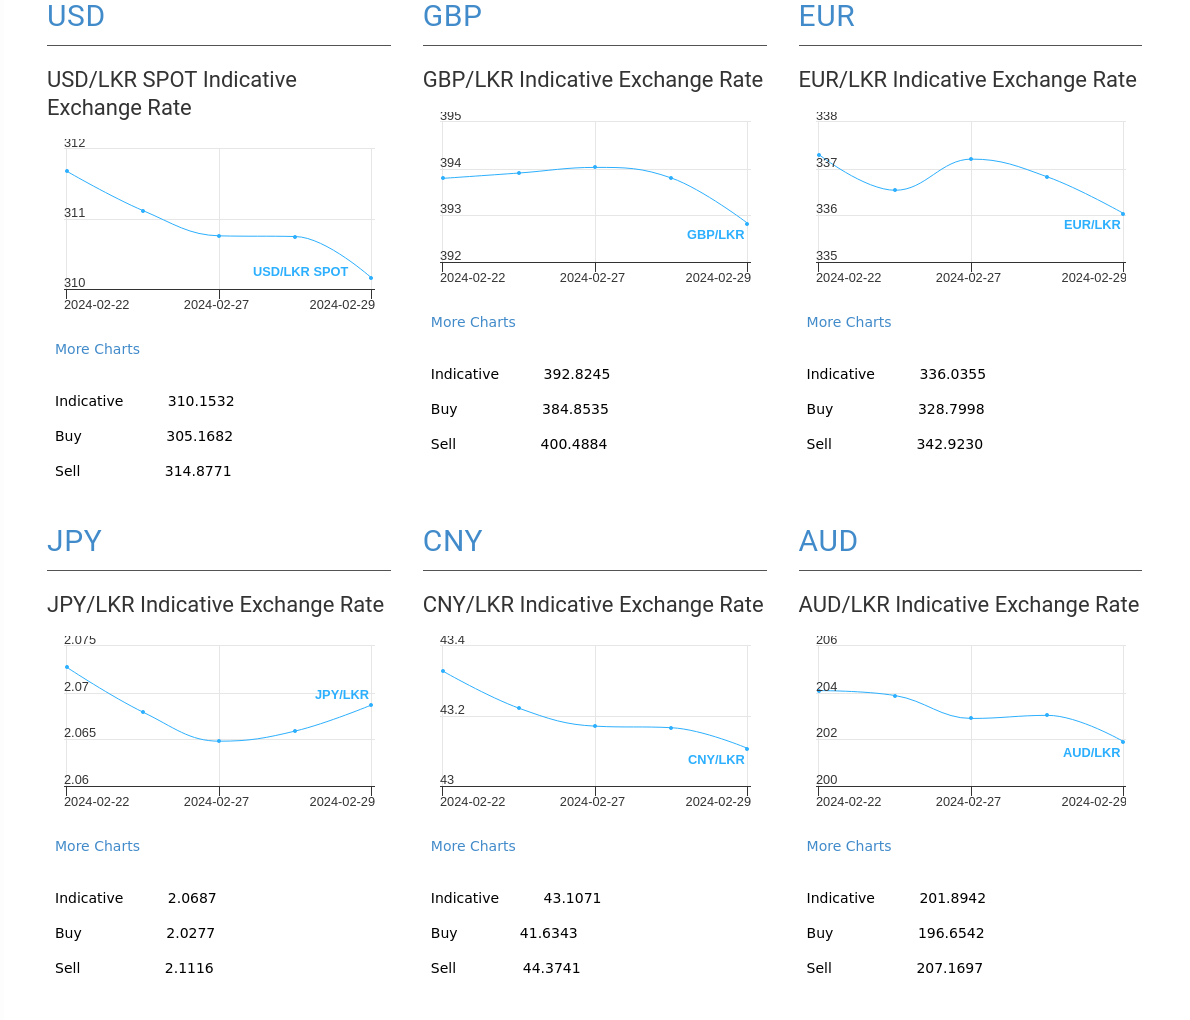 USD
USD/LKR SPOT Indicative
Exchange Rate
312
311
310
USD/LKR SPOT
2024-02-22 2024-02-27 2024-02-29
More Charts
Indicative 310.1532
Buy 305.1682
Sell 314.8771
GBP
GBP/LKR Indicative Exchange Rate
395
394
393
392
GBP/LKR
2024-02-22 2024-02-27 2024-02-29
More Charts
Indicative 392.8245
Buy 384.8535
Sell 400.4884
EUR
EUR/LKR Indicative Exchange Rate
338
337
336
335
EUR/LKR
2024-02-22 2024-02-27 2024-02-29
More Charts
Indicative 336.0355
Buy 328.7998
Sell 342.9230
JPY
JPY/LKR Indicative Exchange Rate
2.075
2.07
2.065
2.06
JPY/LKR
2024-02-22 2024-02-27 2024-02-29
More Charts
Indicative 2.0687
Buy 2.0277
Sell 2.1116
CNY
CNY/LKR Indicative Exchange Rate
43.4
43.2
43
CNY/LKR
2024-02-22 2024-02-27 2024-02-29
More Charts
Indicative 43.1071
Buy 41.6343
Sell 44.3741
AUD
AUD/LKR Indicative Exchange Rate
206
204
202
200
AUD/LKR
2024-02-22 2024-02-27 2024-02-29
More Charts
Indicative 201.8942
Buy 196.6542
Sell 207.1697